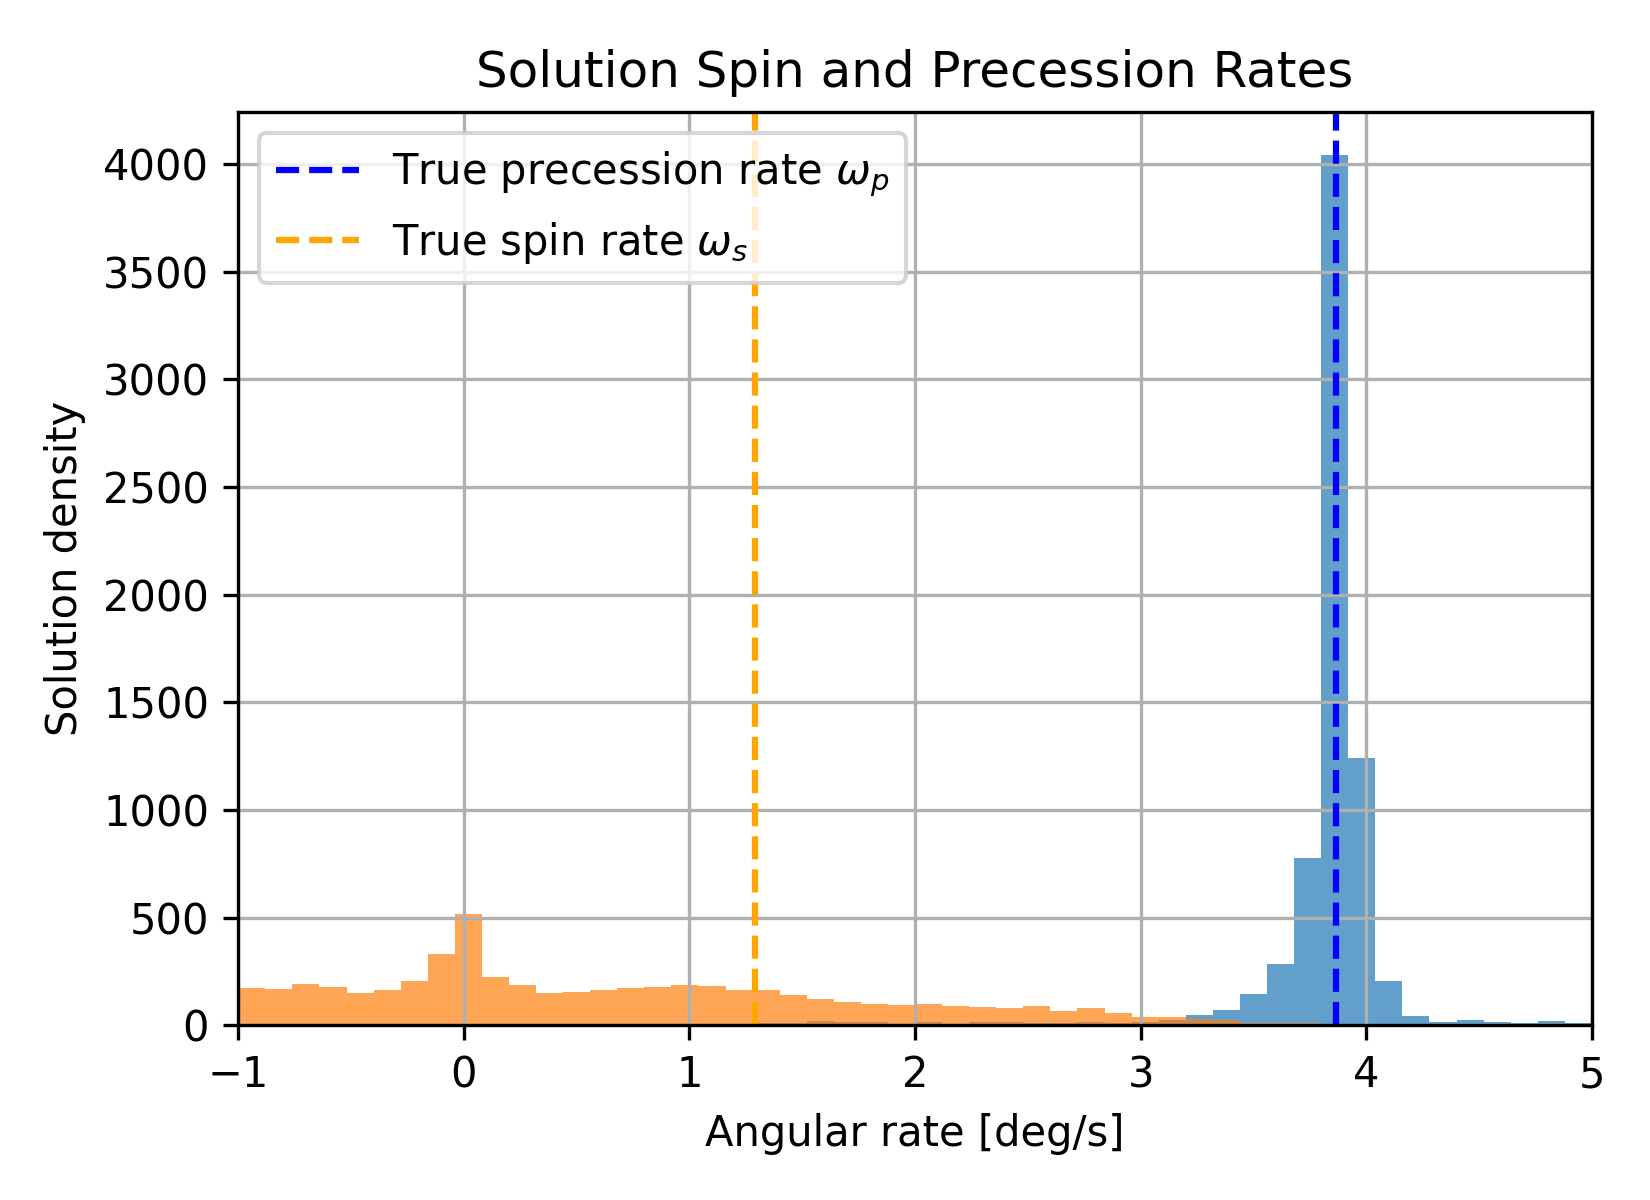 Solution Spin and Precession Rates
True precession rate ωp
True spin rate ωs
4000
3500
3000
2500
2000
1500
1000
500
0
Solution density
−1 0 1 2 3 4 5
Angular rate [deg/s]